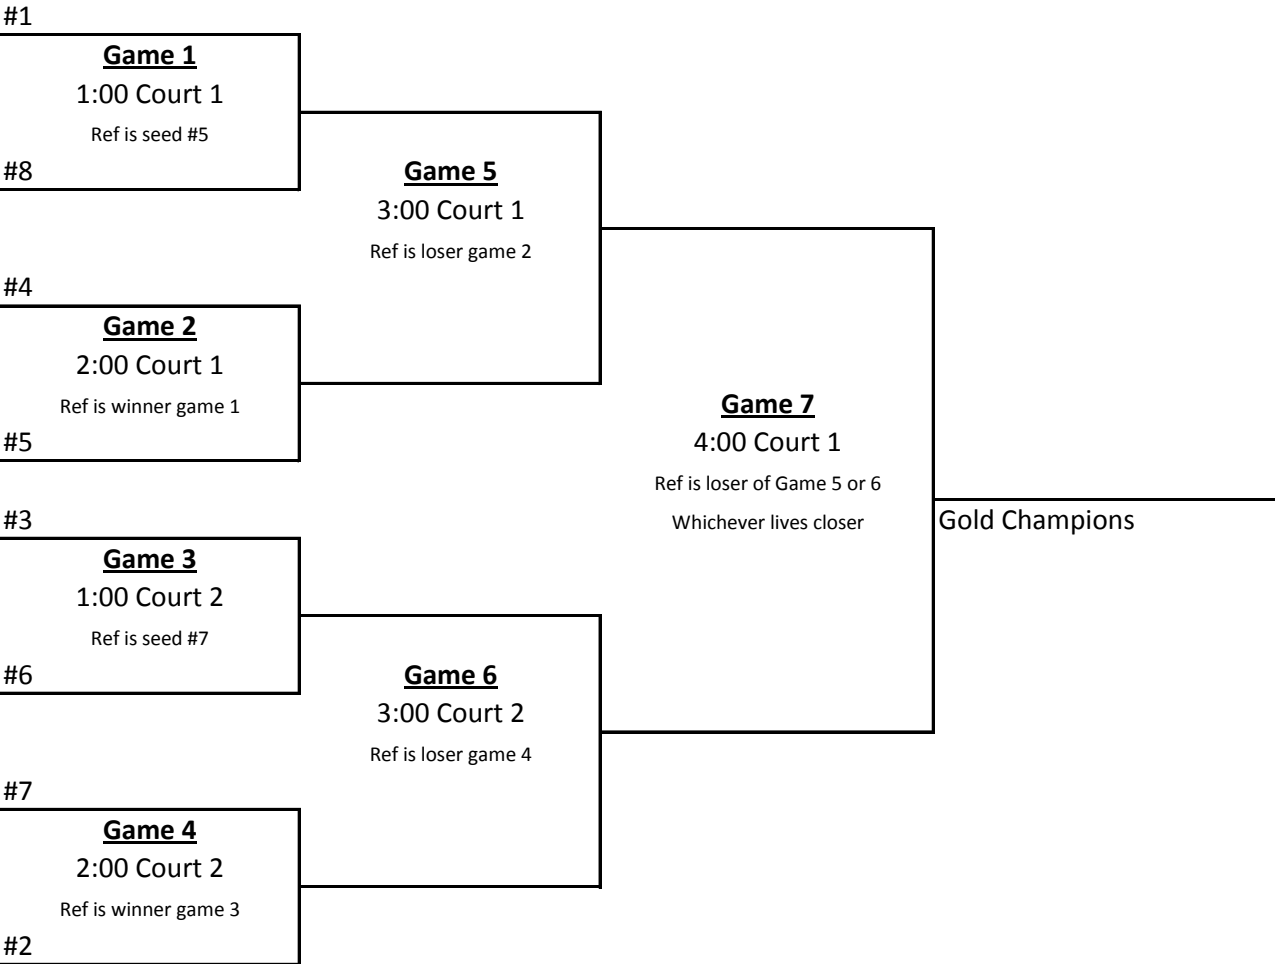 #1
Game 1
1:00 Court 1
Ref is seed #5
#8
Game 5
3:00 Court 1
Ref is loser game 2
#4
Game 2
2:00 Court 1
Ref is winner game 1
#5
Game 7
4:00 Court 1
Ref is loser of Game 5 or 6
Whichever lives closer
Gold Champions
#3
Game 3
1:00 Court 2
Ref is seed #7
#6
Game 6
3:00 Court 2
Ref is loser game 4
#7
Game 4
2:00 Court 2
Ref is winner game 3
#2